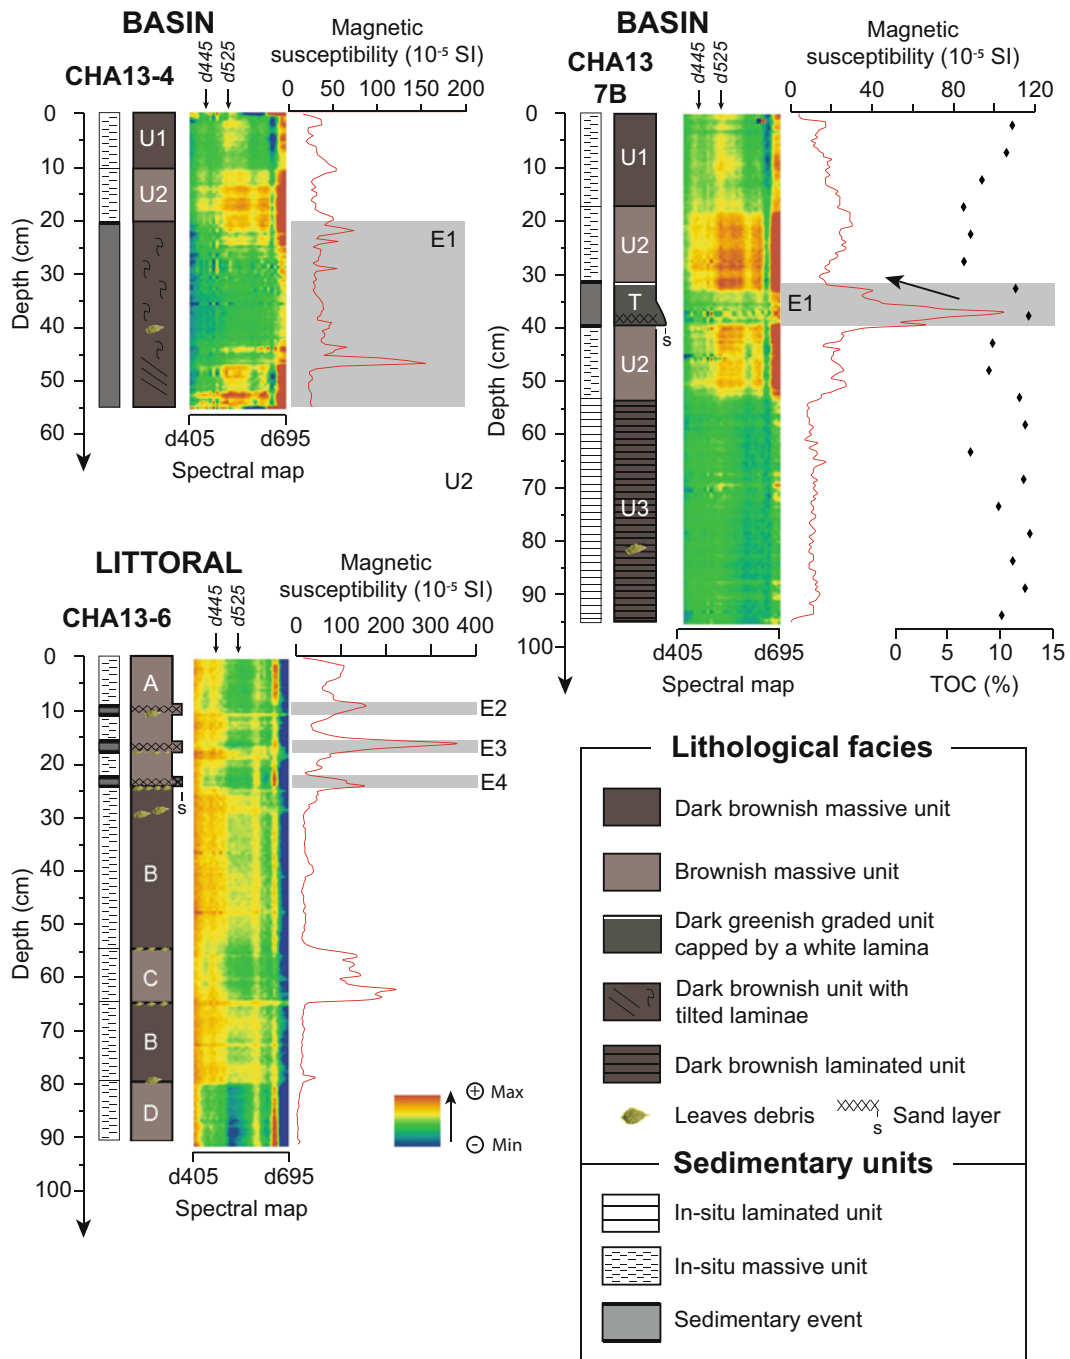 BASIN
CHA13-4
d445
d525
Magnetic
susceptibility (10⁻⁵ SI)
0 50 100 150 200
0
10
20
30
40
50
60
Depth (cm)
U1
U2
E1
d405 d695
Spectral map
U2
BASIN
CHA13
7B
d445
d525
Magnetic
susceptibility (10⁻⁵ SI)
0 40 80 120
0
10
20
30
40
50
60
70
80
90
100
Depth (cm)
U1
U2
T
s
U2
U3
E1
d405 d695
Spectral map
0 5 10 15
TOC (%)
LITTORAL
CHA13-6
d445
d525
Magnetic
susceptibility (10⁻⁵ SI)
0 100 200 300 400
0
10
20
30
40
50
60
70
80
90
100
Depth (cm)
A
s
B
C
B
D
E2
E3
E4
d405 d695
Spectral map
+ Max
- Min
Lithological facies
Dark brownish massive unit
Brownish massive unit
Dark greenish graded unit
capped by a white lamina
Dark brownish unit with
tilted laminae
Dark brownish laminated unit
Leaves debris
s
Sand layer
Sedimentary units
In-situ laminated unit
In-situ massive unit
Sedimentary event